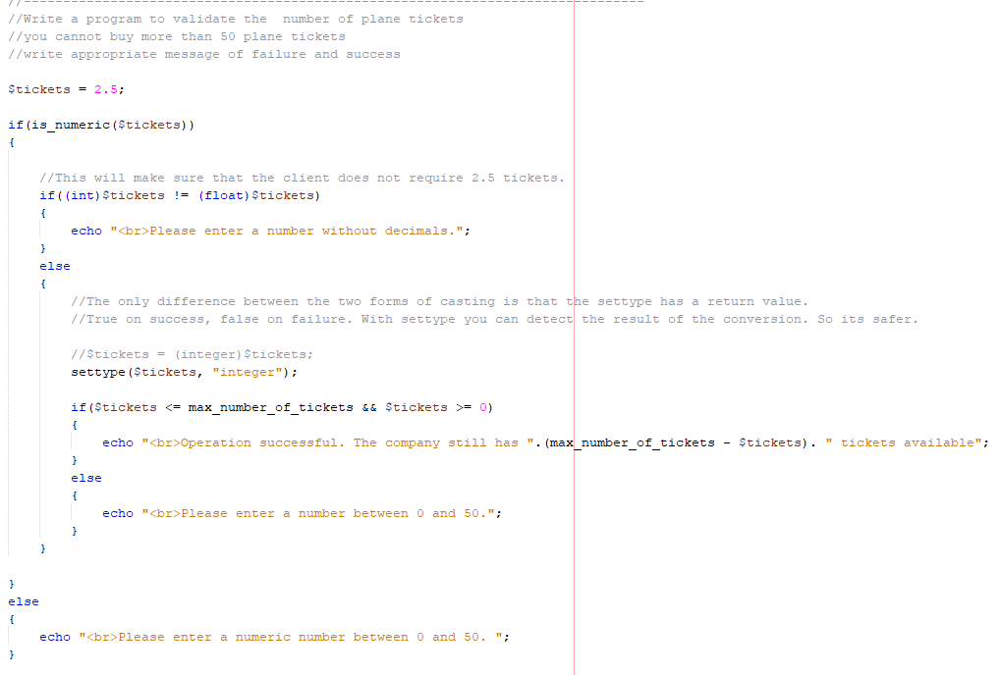 //-------------------------------------------------------------------------------
//Write a program to validate the  number of plane tickets
//you cannot buy more than 50 plane tickets
//write appropriate message of failure and success
$tickets = 2.5;
if(is_numeric($tickets))
{
//This will make sure that the client does not require 2.5 tickets.
if((int)$tickets != (float)$tickets)
{
echo "<br>Please enter a number without decimals.";
}
else
{
//The only difference between the two forms of casting is that the settype has a return value.
//True on success, false on failure. With settype you can detect the result of the conversion. So its safer.
//$tickets = (integer)$tickets;
settype($tickets, "integer");
if($tickets <= max_number_of_tickets && $tickets >= 0)
{
echo "<br>Operation successful. The company still has ".(max_number_of_tickets - $tickets). " tickets available";
}
else
{
echo "<br>Please enter a number between 0 and 50.";
}
}
}
else
{
echo "<br>Please enter a numeric number between 0 and 50. ";
}